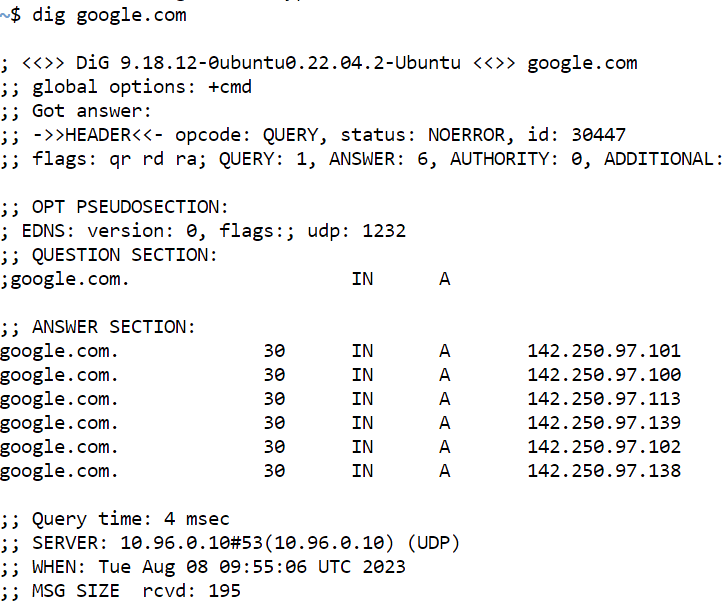 ~$ dig google.com
; <<>> DiG 9.18.12-0ubuntu0.22.04.2-Ubuntu <<>> google.com
;; global options: +cmd
;; Got answer:
;; ->>HEADER<<- opcode: QUERY, status: NOERROR, id: 30447
;; flags: qr rd ra; QUERY: 1, ANSWER: 6, AUTHORITY: 0, ADDITIONAL:
;; OPT PSEUDOSECTION:
; EDNS: version: 0, flags:; udp: 1232
;; QUESTION SECTION:
;google.com. IN A
;; ANSWER SECTION:
google.com. 30 IN A 142.250.97.101
google.com. 30 IN A 142.250.97.100
google.com. 30 IN A 142.250.97.113
google.com. 30 IN A 142.250.97.139
google.com. 30 IN A 142.250.97.102
google.com. 30 IN A 142.250.97.138
;; Query time: 4 msec
;; SERVER: 10.96.0.10#53(10.96.0.10) (UDP)
;; WHEN: Tue Aug 08 09:55:06 UTC 2023
;; MSG SIZE rcvd: 195